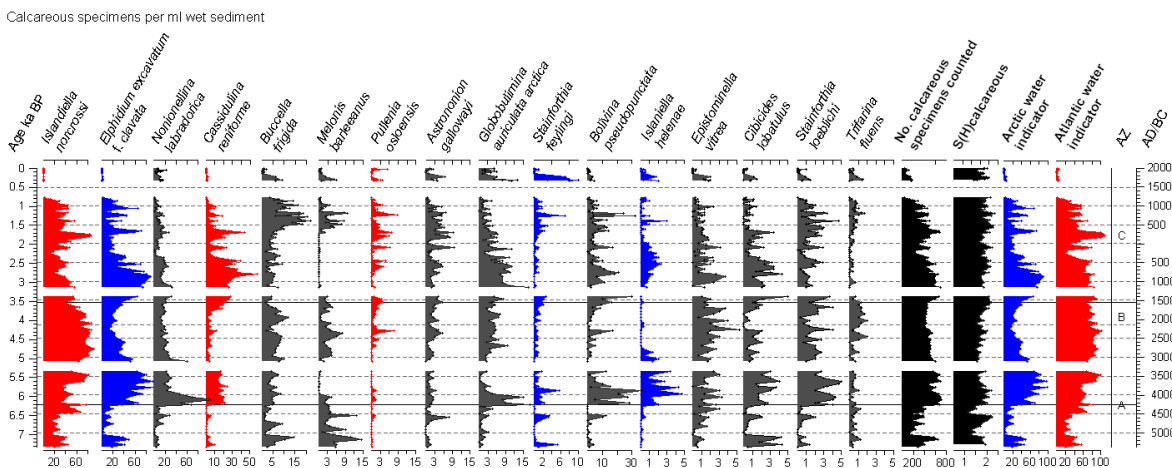 Calcareous specimens per ml wet sediment
Age ka BP
Islandiella
norcrossi
Elphidium excavatum
f. clavata
Nonionellina
labradorica
Cassidulina
reniforme
Buccella
frigida
Melonis
barleeanus
Pullenia
osloensis
Astrononion
gallowayi
Globobulimina
auriculata arctica
Stainforthia
feylingi
Bolivina
pseudopunctata
Islaniella
helenae
Epistominella
vitrea
Cibicides
lobatulus
Stainforthia
loeblichi
Trifarina
fluens
No. calcareous
specimens counted
S(H)calcareous
Arctic water
indicator
Atlantic water
indicator
AZ
AD/BC
0
0.5
1
1.5
2
2.5
3
3.5
4
4.5
5
5.5
6
6.5
7
C
B
A
2000
1500
1000
500
500
1000
1500
2000
2500
3000
3500
4000
4500
5000
20 60
20 60
20 60
10 30 50
5 15
3 9 15
3 9 15
3 9 15
3 9 15
2 6 10
10 30
1 3 5
1 3 5
1 3 5
1 3 5
1 3 5
200 800
1 2
20 60 100
20 60 100